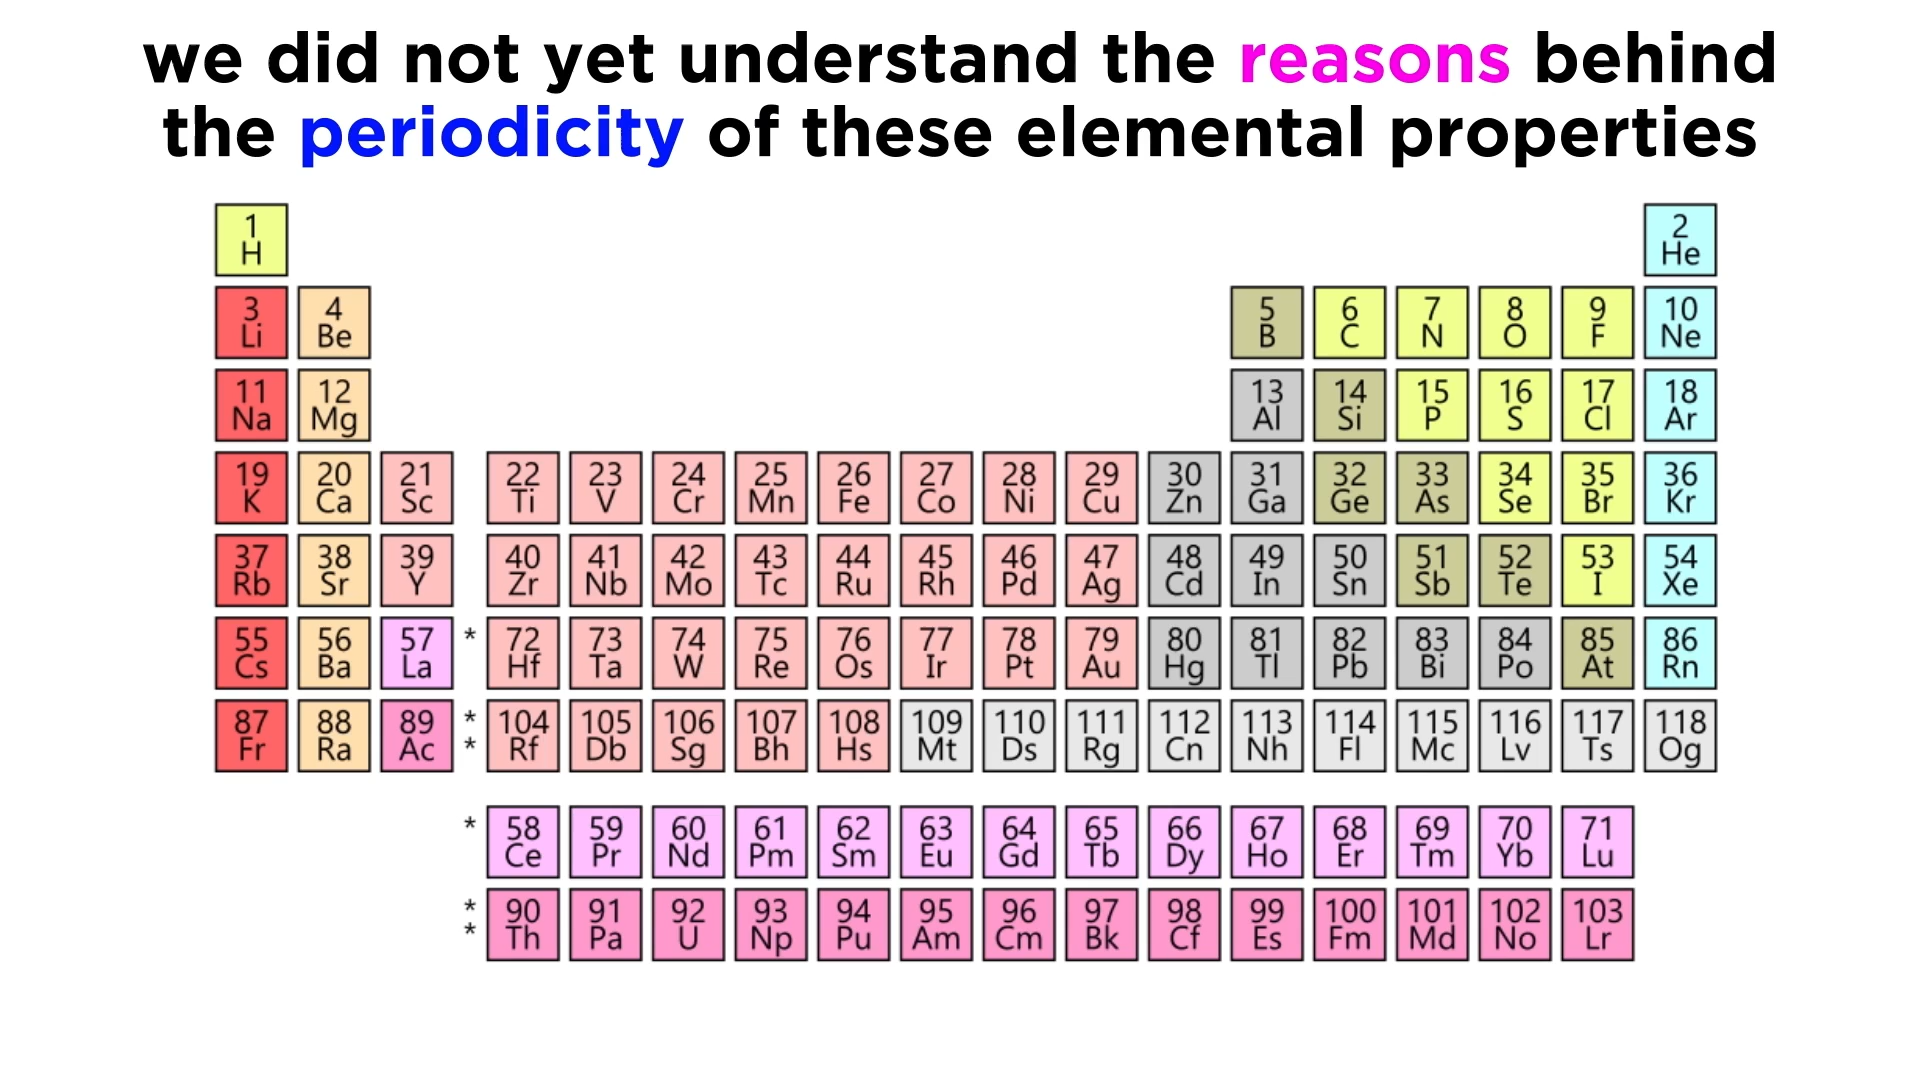 we did not yet understand the reasons behind
the periodicity of these elemental properties
1 2
H He
3 4 5 6 7 8 9 10
Li Be B C N O F Ne
11 12 13 14 15 16 17 18
Na Mg Al Si P S Cl Ar
19 20 21 22 23 24 25 26 27 28 29 30 31 32 33 34 35 36
K Ca Sc Ti V Cr Mn Fe Co Ni Cu Zn Ga Ge As Se Br Kr
37 38 39 40 41 42 43 44 45 46 47 48 49 50 51 52 53 54
Rb Sr Y Zr Nb Mo Tc Ru Rh Pd Ag Cd In Sn Sb Te I Xe
55 56 57 * 72 73 74 75 76 77 78 79 80 81 82 83 84 85 86
Cs Ba La Hf Ta W Re Os Ir Pt Au Hg Tl Pb Bi Po At Rn
87 88 89 * 104 105 106 107 108 109 110 111 112 113 114 115 116 117 118
Fr Ra Ac * Rf Db Sg Bh Hs Mt Ds Rg Cn Nh Fl Mc Lv Ts Og
* 58 59 60 61 62 63 64 65 66 67 68 69 70 71
Ce Pr Nd Pm Sm Eu Gd Tb Dy Ho Er Tm Yb Lu
* 90 91 92 93 94 95 96 97 98 99 100 101 102 103
* Th Pa U Np Pu Am Cm Bk Cf Es Fm Md No Lr